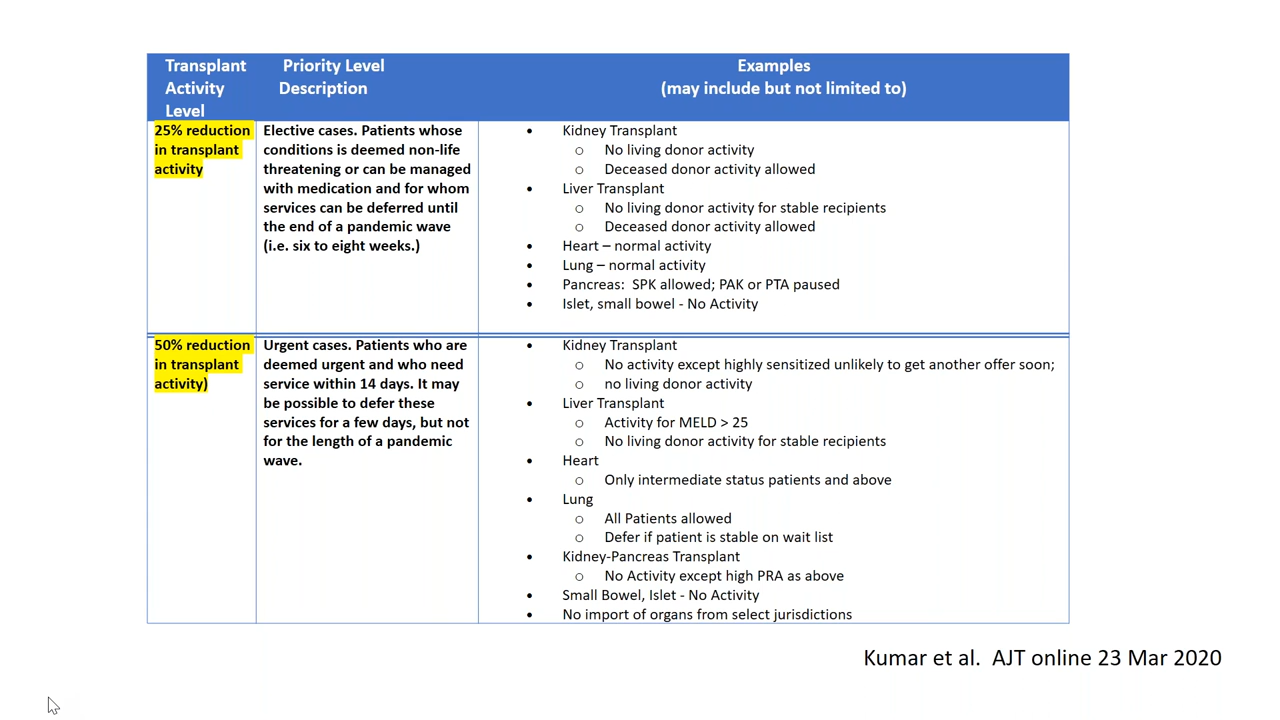 Transplant Activity Level
Priority Level Description
Examples
(may include but not limited to)
25% reduction
in transplant
activity
Elective cases. Patients whose
conditions is deemed non-life
threatening or can be managed
with medication and for whom
services can be deferred until
the end of a pandemic wave
(i.e. six to eight weeks.)
• Kidney Transplant
o No living donor activity
o Deceased donor activity allowed
• Liver Transplant
o No living donor activity for stable recipients
o Deceased donor activity allowed
• Heart – normal activity
• Lung – normal activity
• Pancreas: SPK allowed; PAK or PTA paused
• Islet, small bowel - No Activity
50% reduction
in transplant
activity)
Urgent cases. Patients who are
deemed urgent and who need
service within 14 days. It may
be possible to defer these
services for a few days, but not
for the length of a pandemic
wave.
• Kidney Transplant
o No activity except highly sensitized unlikely to get another offer soon;
o no living donor activity
• Liver Transplant
o Activity for MELD > 25
o No living donor activity for stable recipients
• Heart
o Only intermediate status patients and above
• Lung
o All Patients allowed
o Defer if patient is stable on wait list
• Kidney-Pancreas Transplant
o No Activity except high PRA as above
• Small Bowel, Islet - No Activity
• No import of organs from select jurisdictions
Kumar et al. AJT online 23 Mar 2020